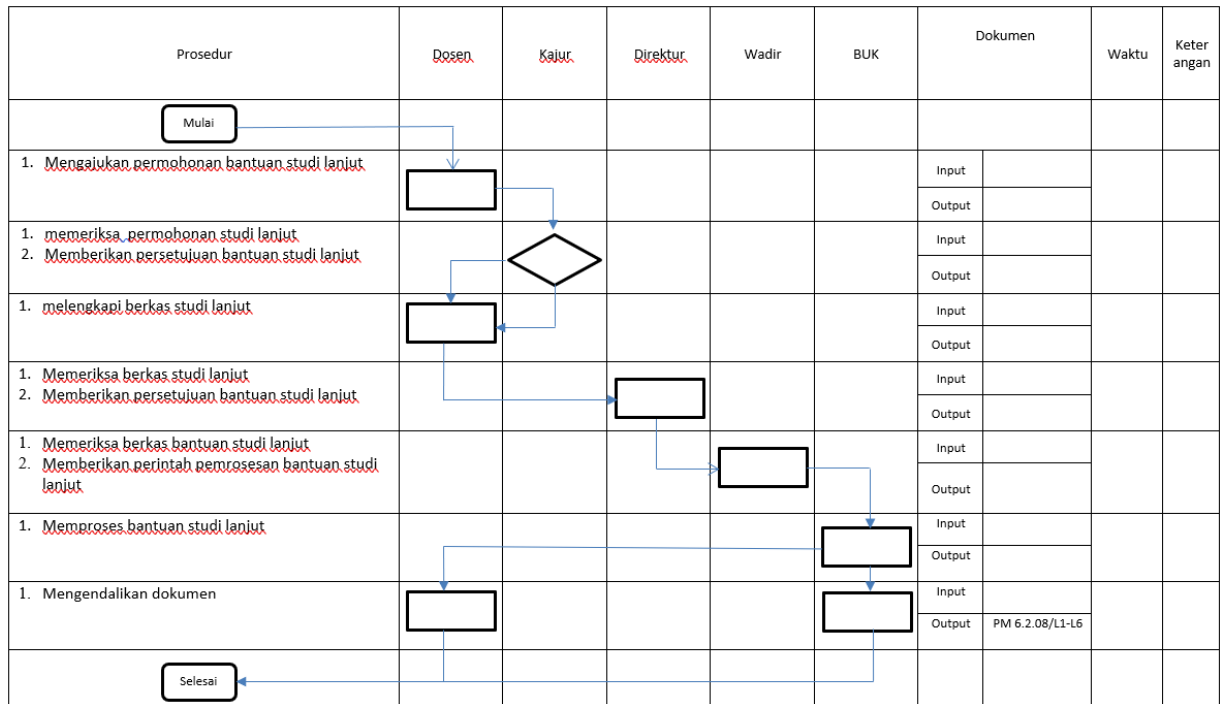 Prosedur
Dosen
Kajur
Direktur
Wadir
BUK
Dokumen
Waktu
Keter
angan
Mulai
1. Mengajukan permohonan bantuan studi lanjut
Input
Output
1. memeriksa permohonan studi lanjut
2. Memberikan persetujuan bantuan studi lanjut
Input
Output
1. melengkapi berkas studi lanjut
Input
Output
1. Memeriksa berkas studi lanjut
2. Memberikan persetujuan bantuan studi lanjut
Input
Output
1. Memeriksa berkas bantuan studi lanjut
2. Memberikan perintah pemrosesan bantuan studi
lanjut
Input
Output
1. Memproses bantuan studi lanjut
Input
Output
1. Mengendalikan dokumen
Input
Output
PM 6.2.08/L1-L6
Selesai